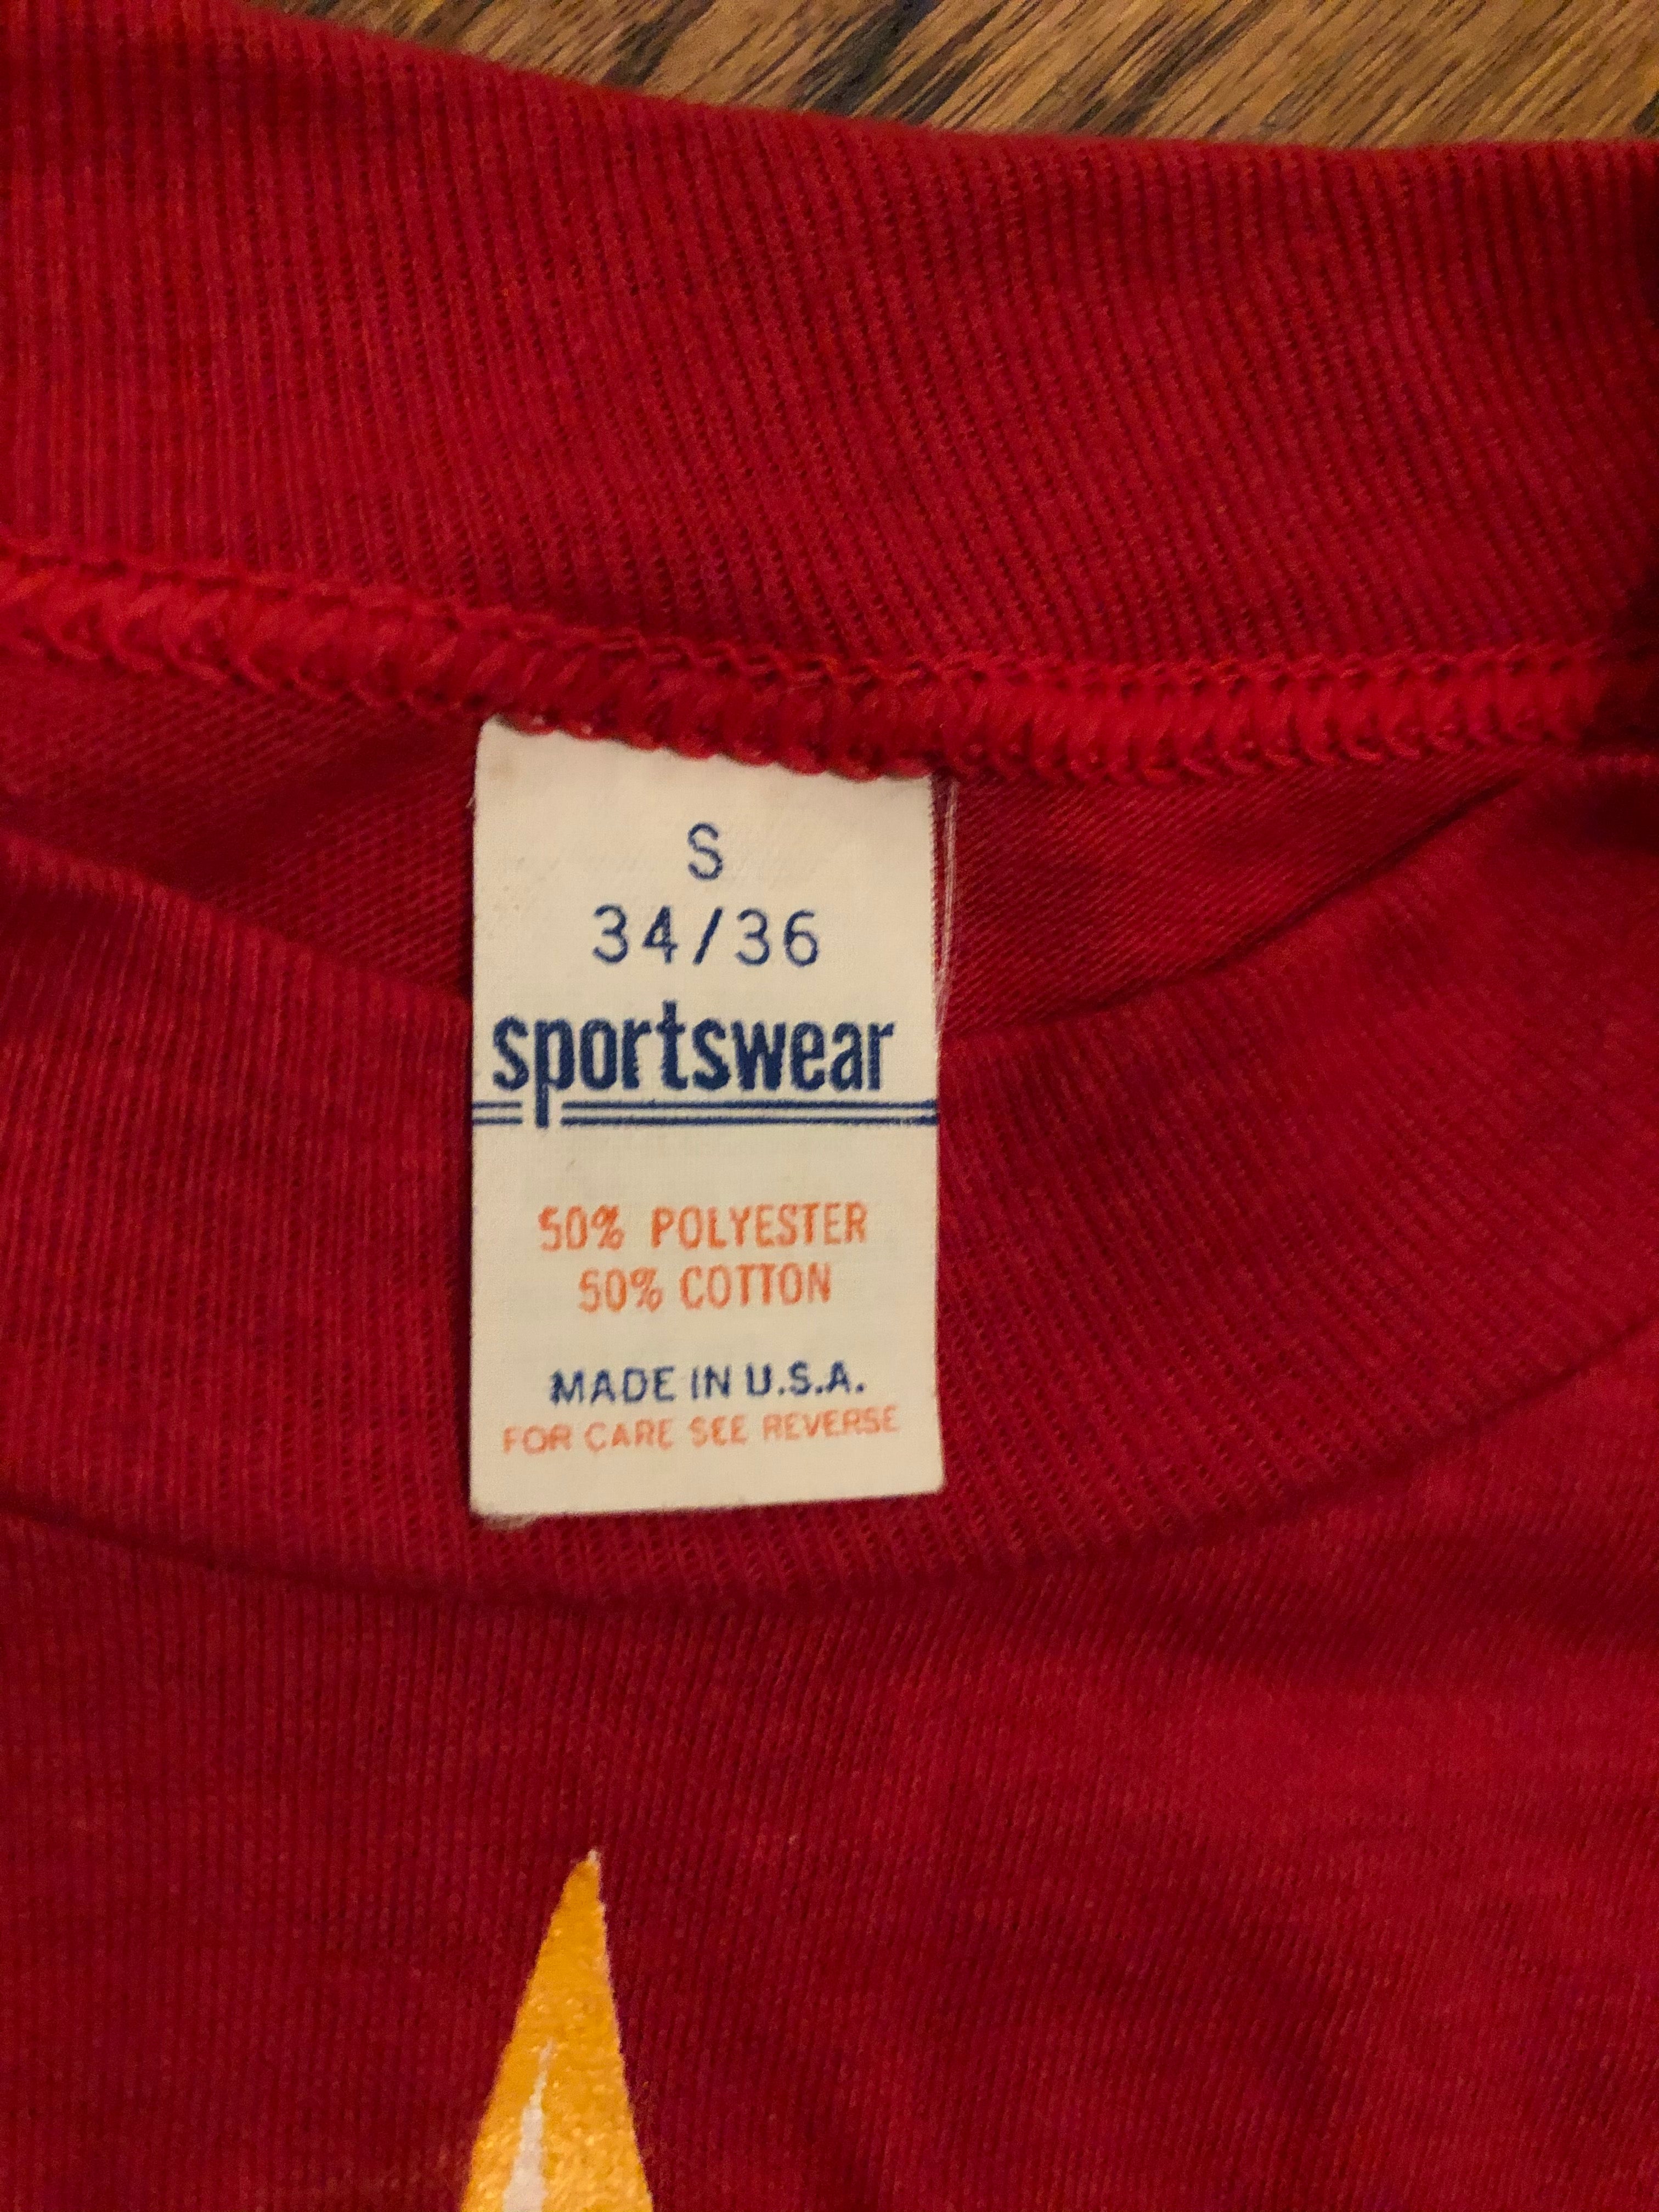 S
34/36
sportswear
50% POLYESTER
50% COTTON
MADE IN U.S.A.
FOR CARE SEE REVERSE